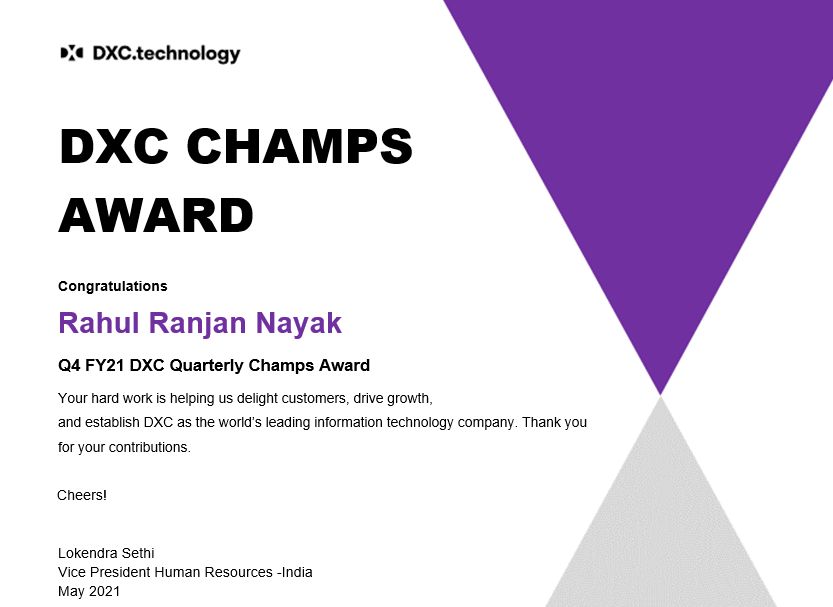 DXC.technology
DXC CHAMPS
AWARD
Congratulations
Rahul Ranjan Nayak
Q4 FY21 DXC Quarterly Champs Award
Your hard work is helping us delight customers, drive growth,
and establish DXC as the world’s leading information technology company. Thank you
for your contributions.
Cheers!
Lokendra Sethi
Vice President Human Resources -India
May 2021